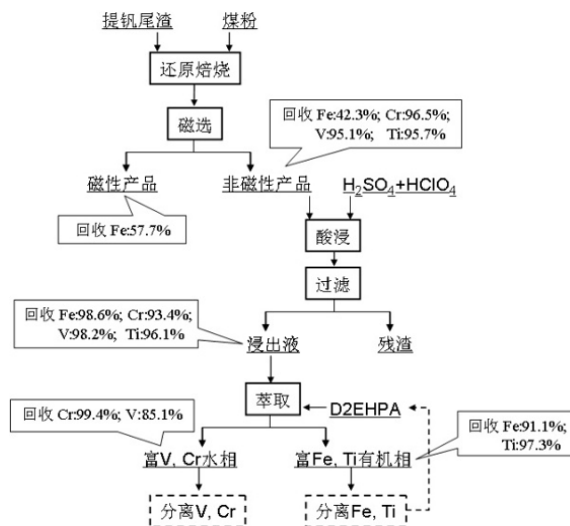 提钒尾渣
煤粉
还原焙烧
磁选
回收 Fe:42.3%; Cr:96.5%;
V:95.1%; Ti:95.7%
磁性产品
非磁性产品
H₂SO₄+HClO₄
回收 Fe:57.7%
酸浸
过滤
回收 Fe:98.6%; Cr:93.4%;
V:98.2%; Ti:96.1%
浸出液
残渣
萃取
D2EHPA
回收 Cr:99.4%; V:85.1%
回收 Fe:91.1%;
Ti:97.3%
富V, Cr水相
富Fe, Ti有机相
分离V, Cr
分离Fe, Ti